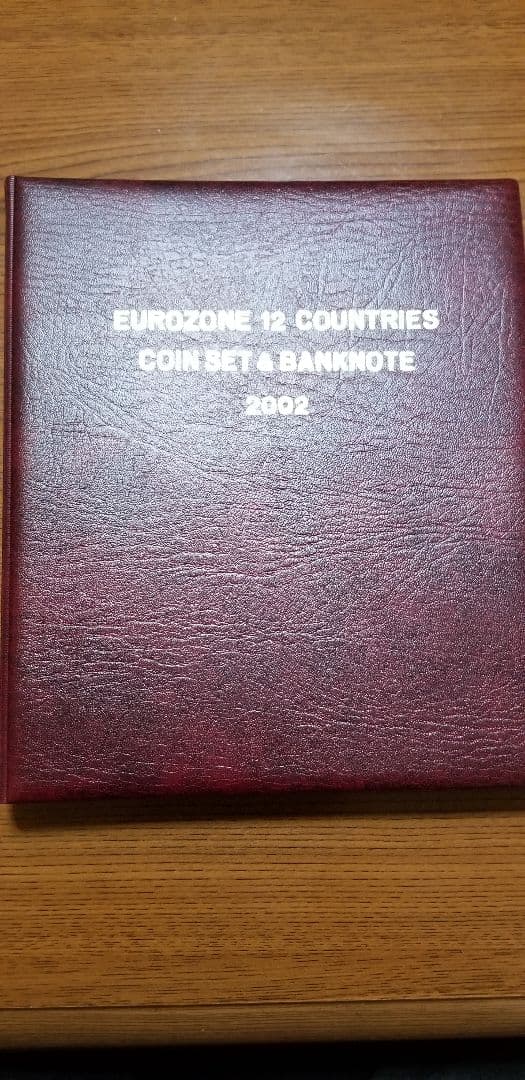 EUROZONE 12 COUNTRIES
COIN SET & BANKNOTE
2002